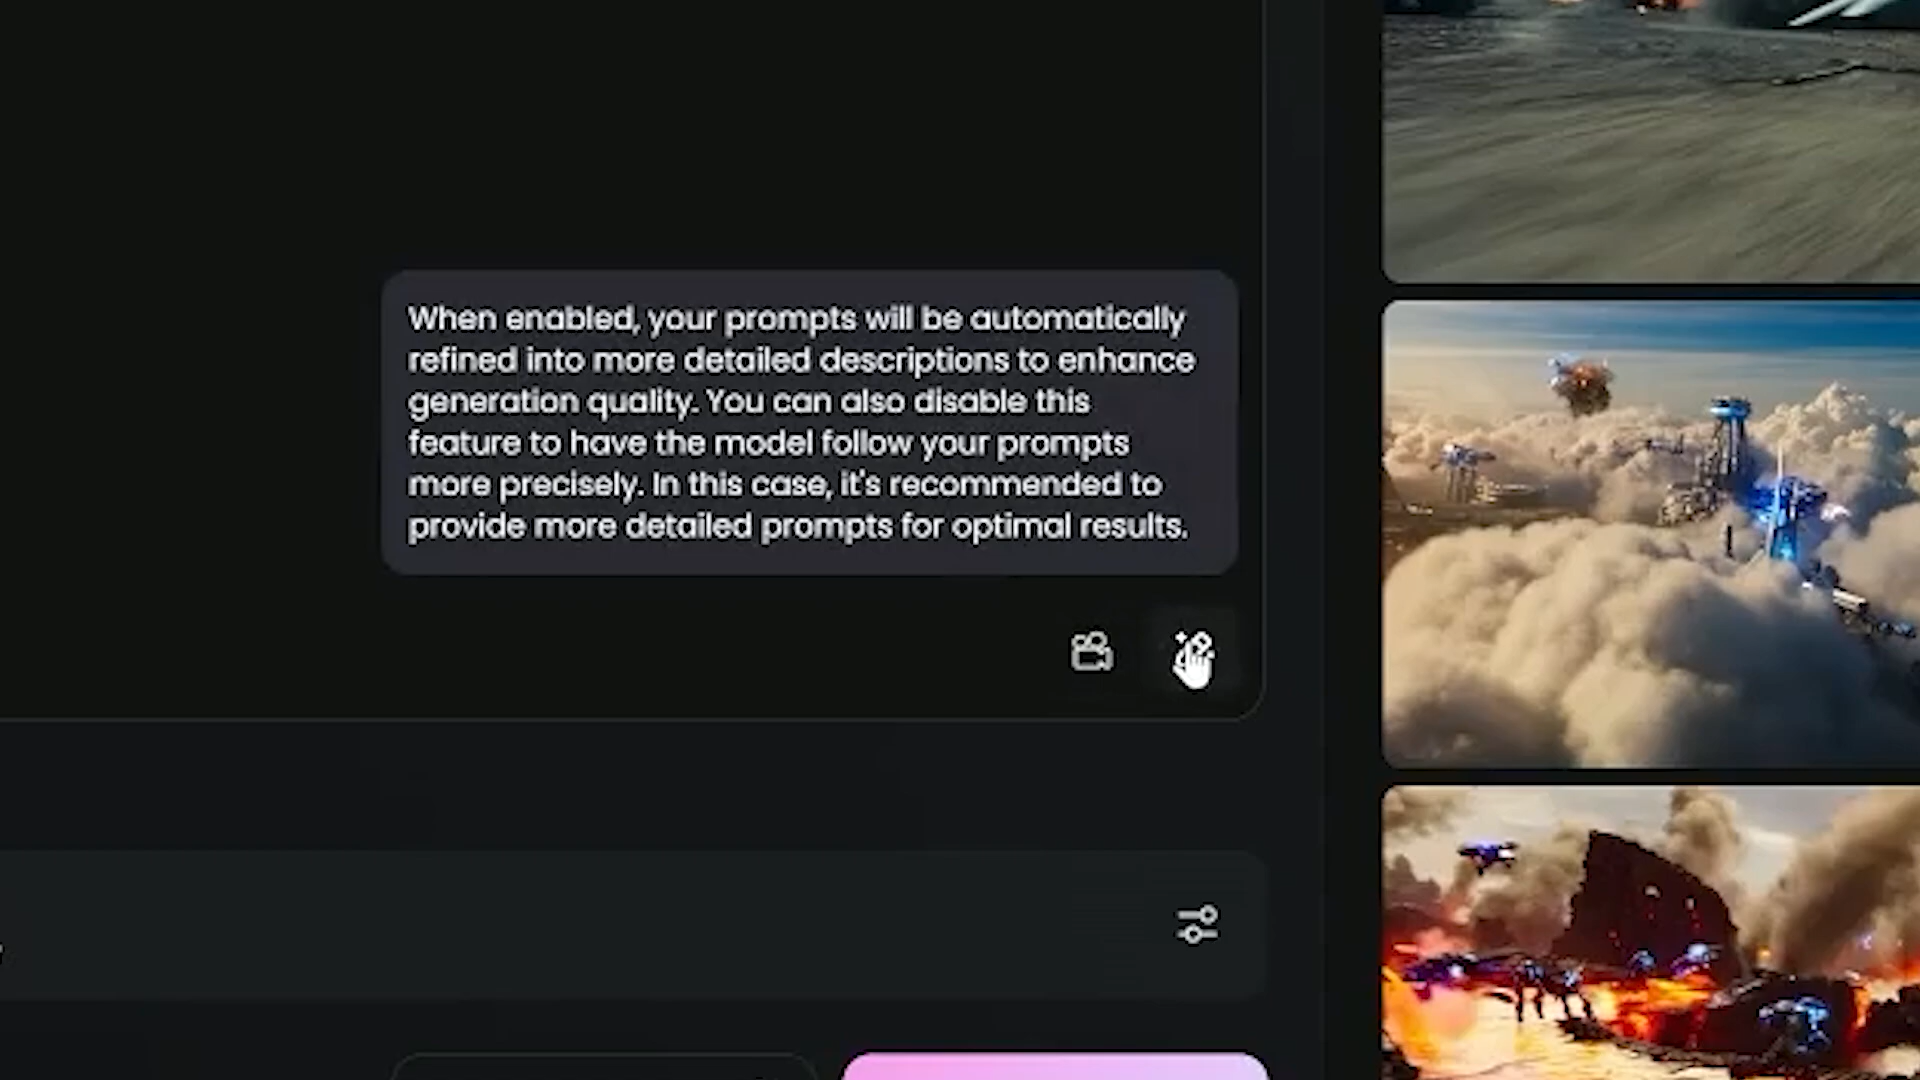 When enabled, your prompts will be automatically
refined into more detailed descriptions to enhance
generation quality. You can also disable this
feature to have the model follow your prompts
more precisely. In this case, it's recommended to
provide more detailed prompts for optimal results.